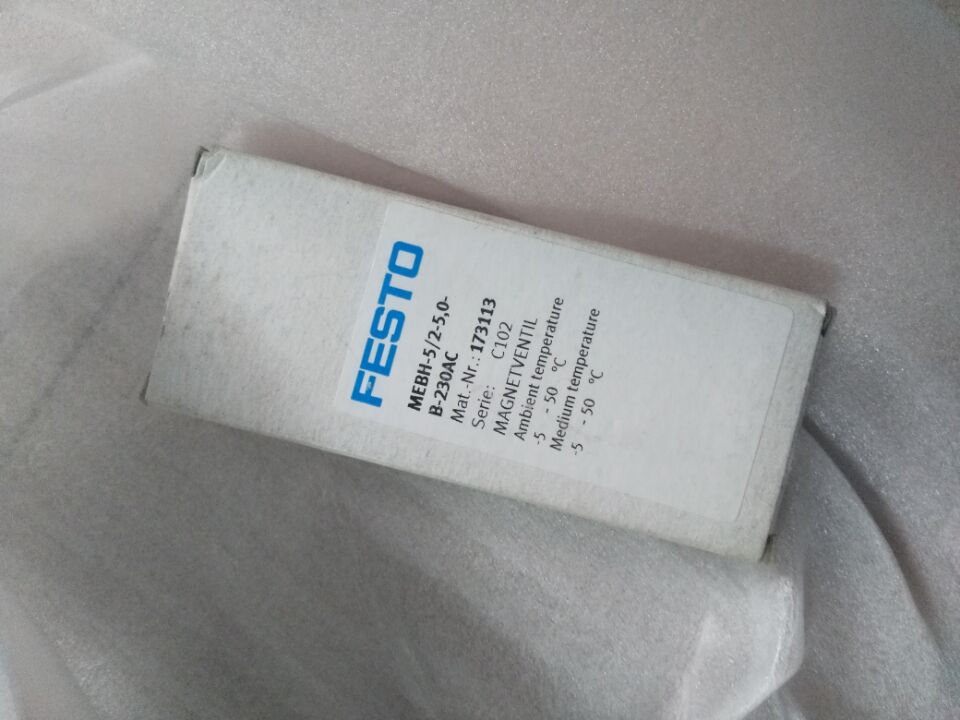 FESTO
MEBH-5/2-5,0-
B-230AC
Mat.-Nr.: 173113
Serie: C102
MAGNETVENTIL
Ambient temperature
-5 - 50 °C
Medium temperature
-5 - 50 °C